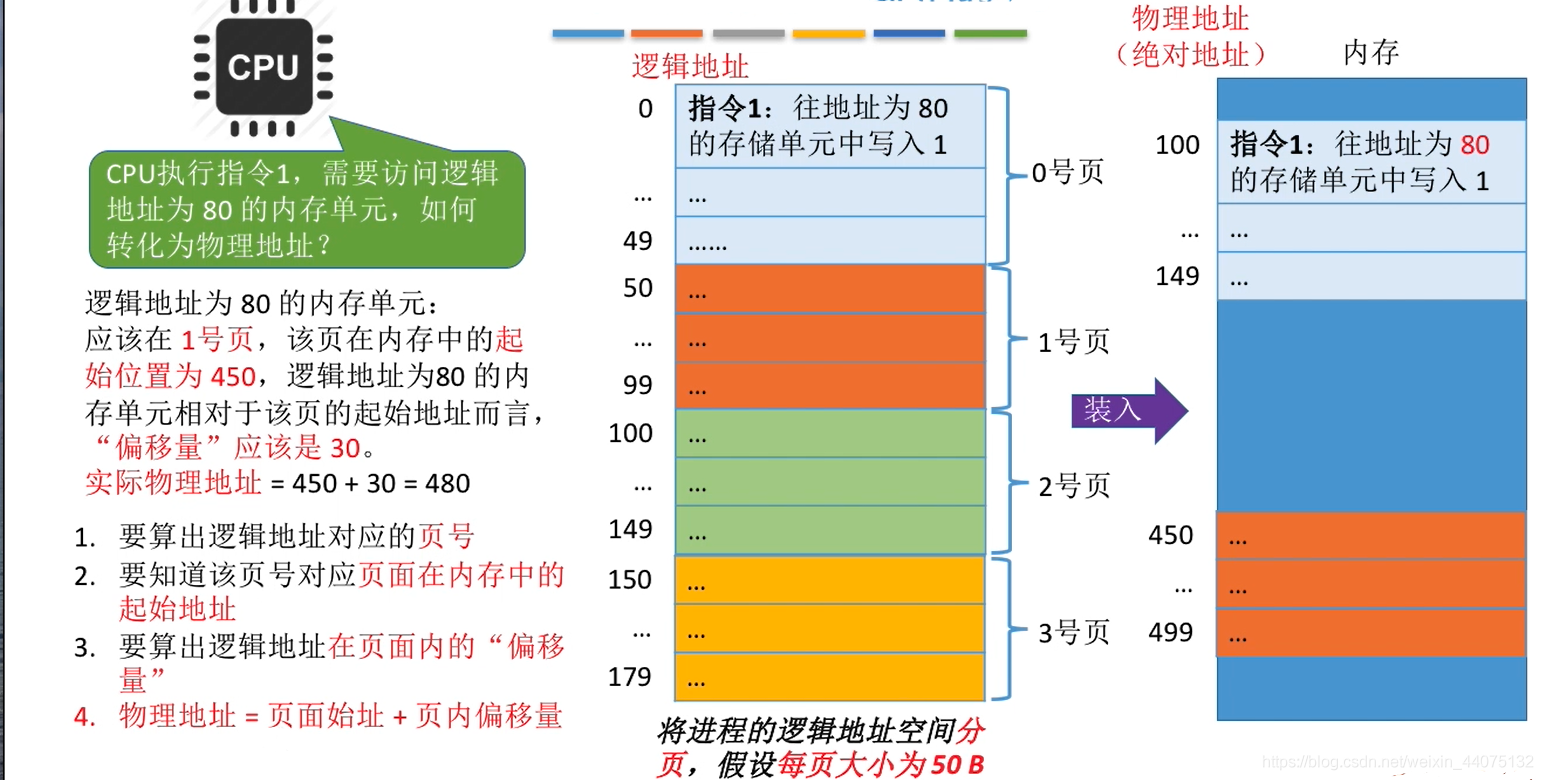 CPU
CPU执行指令1，需要访问逻辑
地址为 80 的内存单元，如何
转化为物理地址？
逻辑地址为 80 的内存单元：
应该在 1号页，该页在内存中的起
始位置为 450，逻辑地址为80 的内
存单元相对于该页的起始地址而言，
“偏移量”应该是 30。
实际物理地址 = 450 + 30 = 480
1. 要算出逻辑地址对应的页号
2. 要知道该页号对应页面在内存中的
起始地址
3. 要算出逻辑地址在页面内的“偏移
量”
4. 物理地址 = 页面始址 + 页内偏移量
逻辑地址
0
指令1：往地址为 80
的存储单元中写入 1
... ...
49 ......
0号页
50 ...
... ...
99 ...
1号页
100 ...
... ...
149 ...
2号页
150 ...
... ...
179 ...
3号页
将进程的逻辑地址空间分
页，假设每页大小为 50 B
装入
物理地址
（绝对地址）
内存
100
指令1：往地址为 80
的存储单元中写入 1
... ...
149 ...
450 ...
... ...
499 ...
https://blog.csdn.net/weixin_44075132